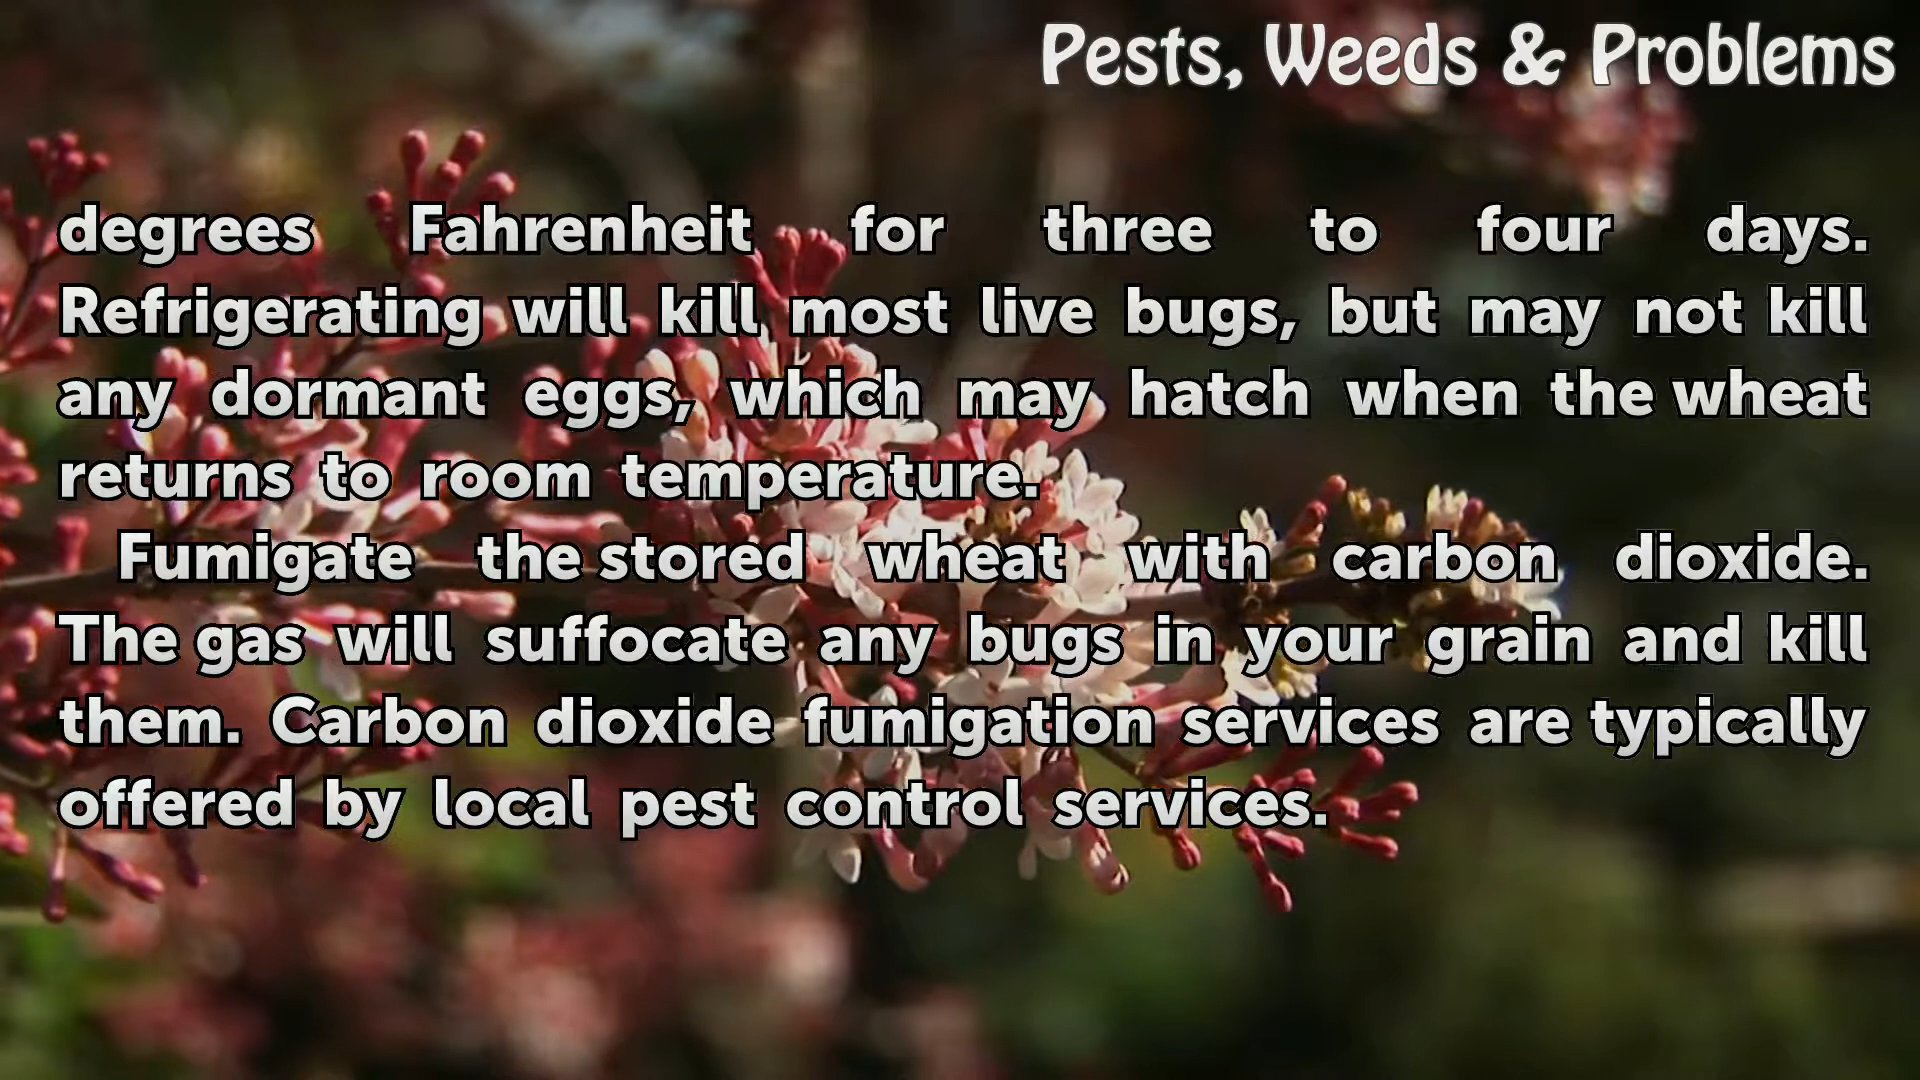 Pests, Weeds & Problems
degrees Fahrenheit for three to four days.
Refrigerating will kill most live bugs, but may not kill
any dormant eggs, which may hatch when the wheat
returns to room temperature.
Fumigate the stored wheat with carbon dioxide.
The gas will suffocate any bugs in your grain and kill
them. Carbon dioxide fumigation services are typically
offered by local pest control services.